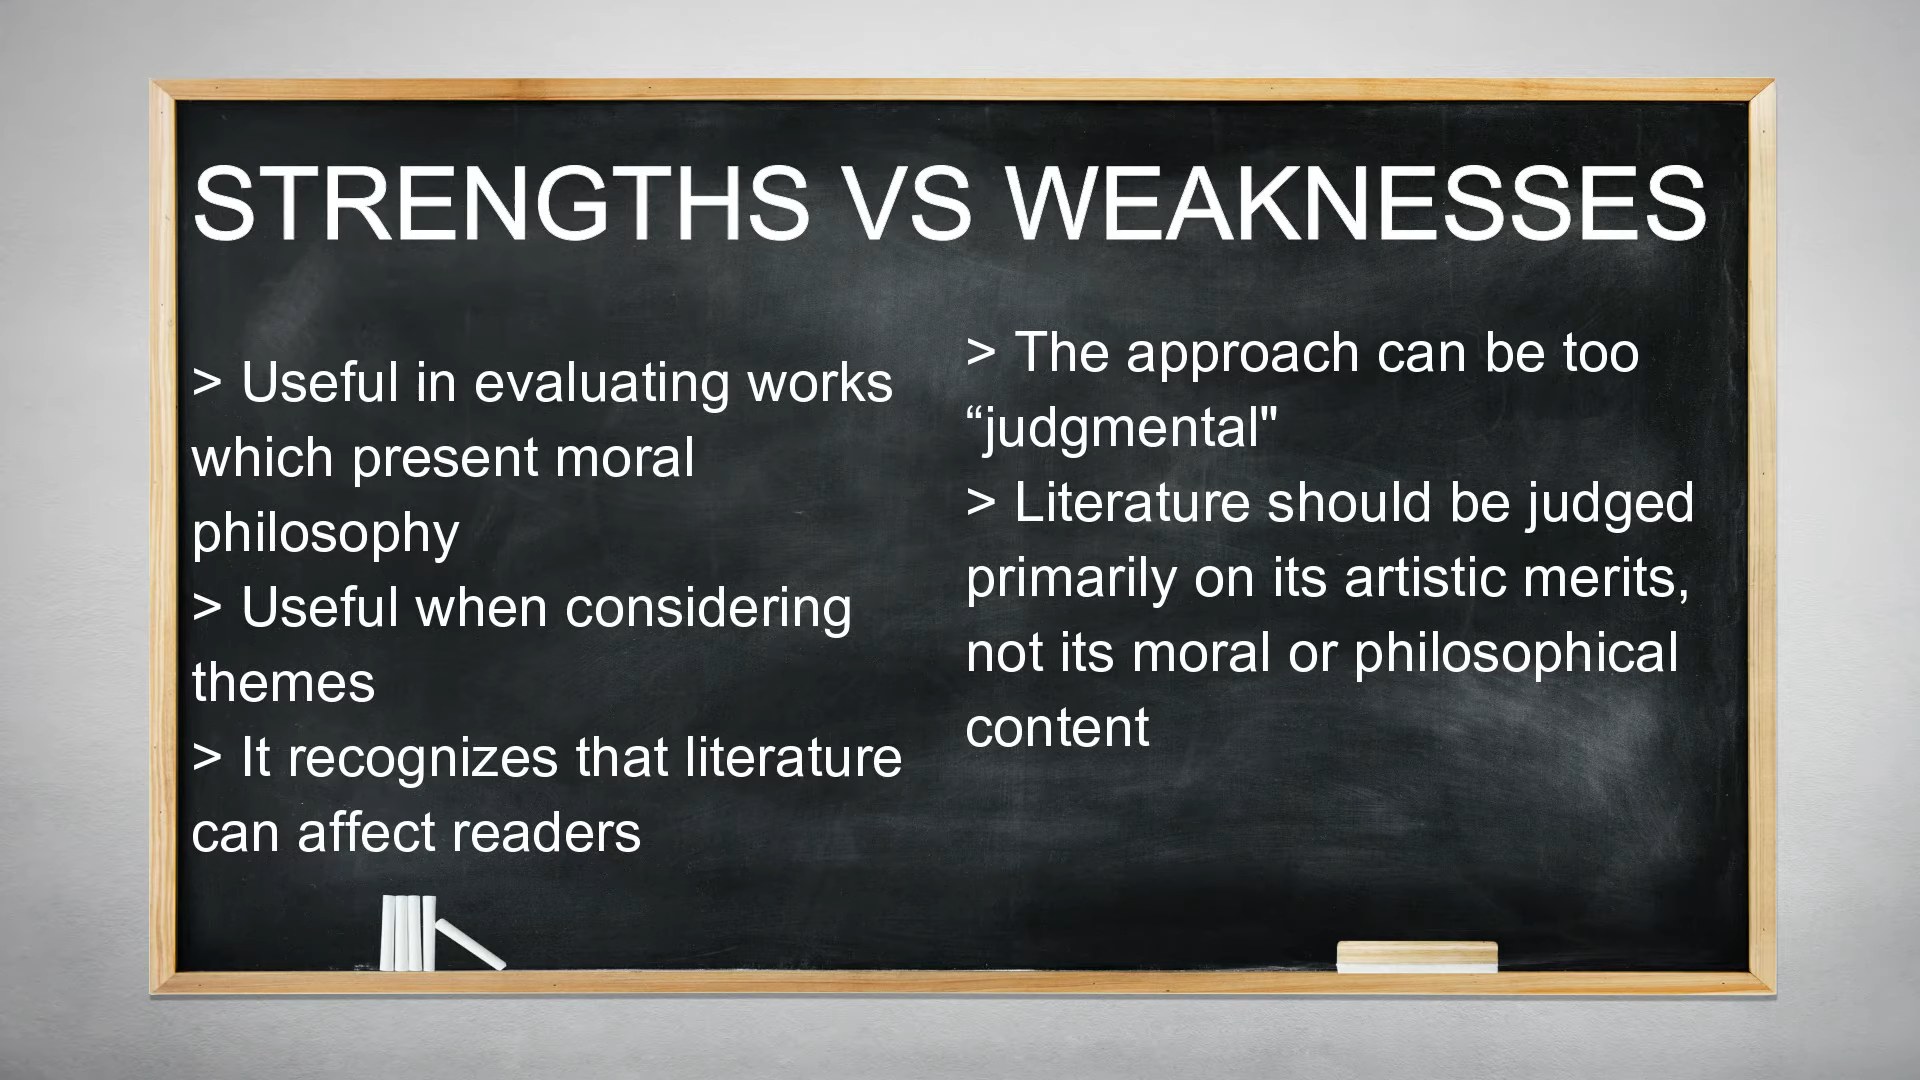 STRENGTHS VS WEAKNESSES
> Useful in evaluating works
which present moral
philosophy
> Useful when considering
themes
> It recognizes that literature
can affect readers
> The approach can be too
“judgmental"
> Literature should be judged
primarily on its artistic merits,
not its moral or philosophical
content